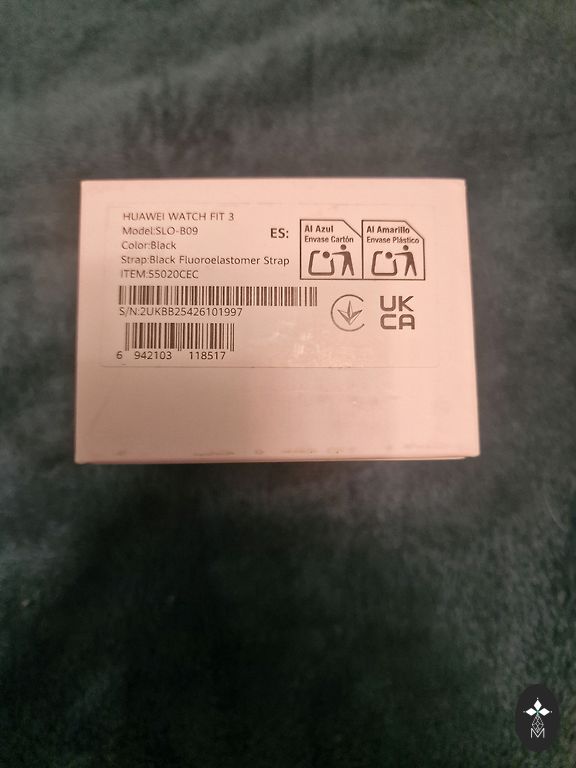 HUAWEI WATCH FIT 3
Model:SLO-B09
Color:Black
Strap:Black Fluoroelastomer Strap
ITEM:55020CEC
S/N:2UKBB25426101997
6 942103 118517
ES:
Al Azul
Envase Cartón
Al Amarillo
Envase Plástico
UK
CA
M